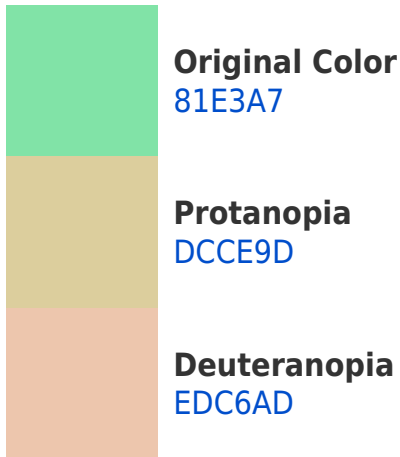 Original Color
81E3A7
Protanopia
DCCE9D
Deuteranopia
EDC6AD